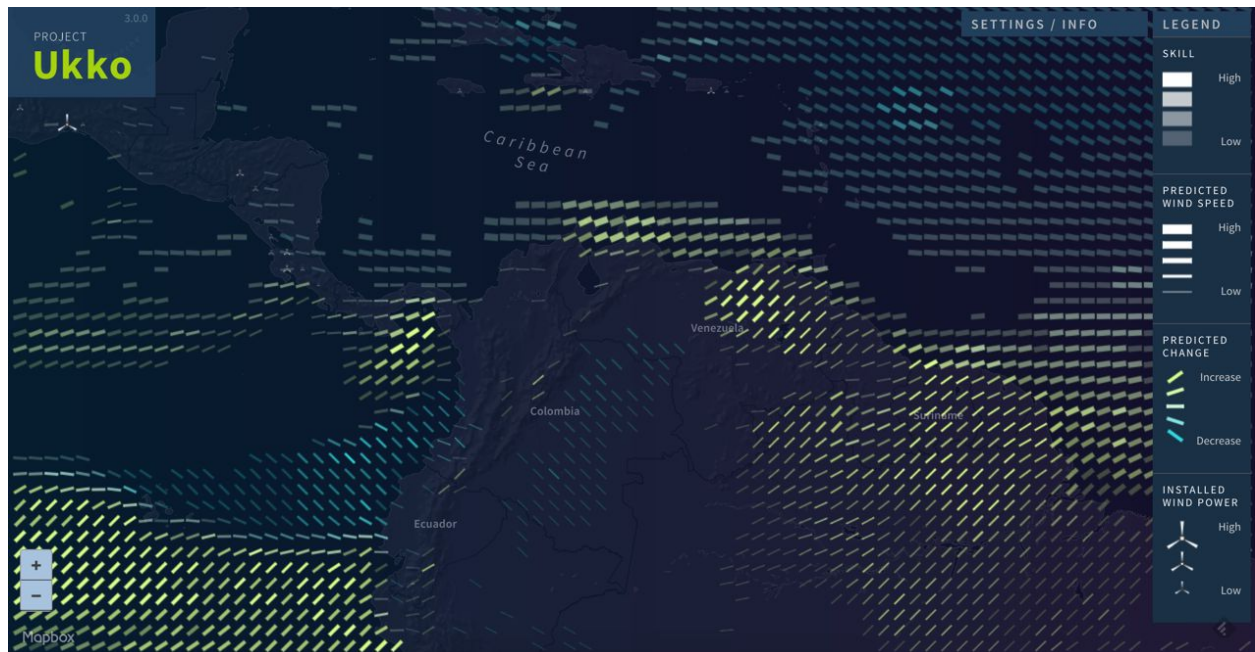 3.0.0
PROJECT
Ukko
SETTINGS / INFO
LEGEND
SKILL
High
Low
PREDICTED
WIND SPEED
High
Low
PREDICTED
CHANGE
Increase
Decrease
INSTALLED
WIND POWER
High
Low
Caribbean
Sea
Venezuela
Colombia
Suriname
Ecuador
+
−
Mapbox